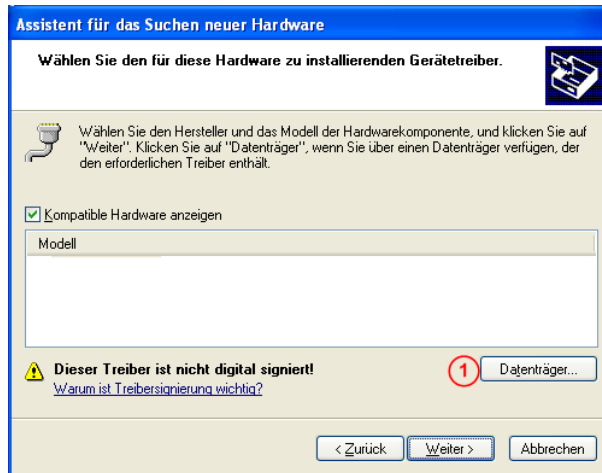 Assistent für das Suchen neuer Hardware
Wählen Sie den für diese Hardware zu installierenden Gerätetreiber.
Wählen Sie den Hersteller und das Modell der Hardwarekomponente, und klicken Sie auf
"Weiter". Klicken Sie auf "Datenträger", wenn Sie über einen Datenträger verfügen, der
den erforderlichen Treiber enthält.
Kompatible Hardware anzeigen
Modell
Dieser Treiber ist nicht digital signiert!
1 Datenträger...
Warum ist Treibersignierung wichtig?
< Zurück Weiter > Abbrechen